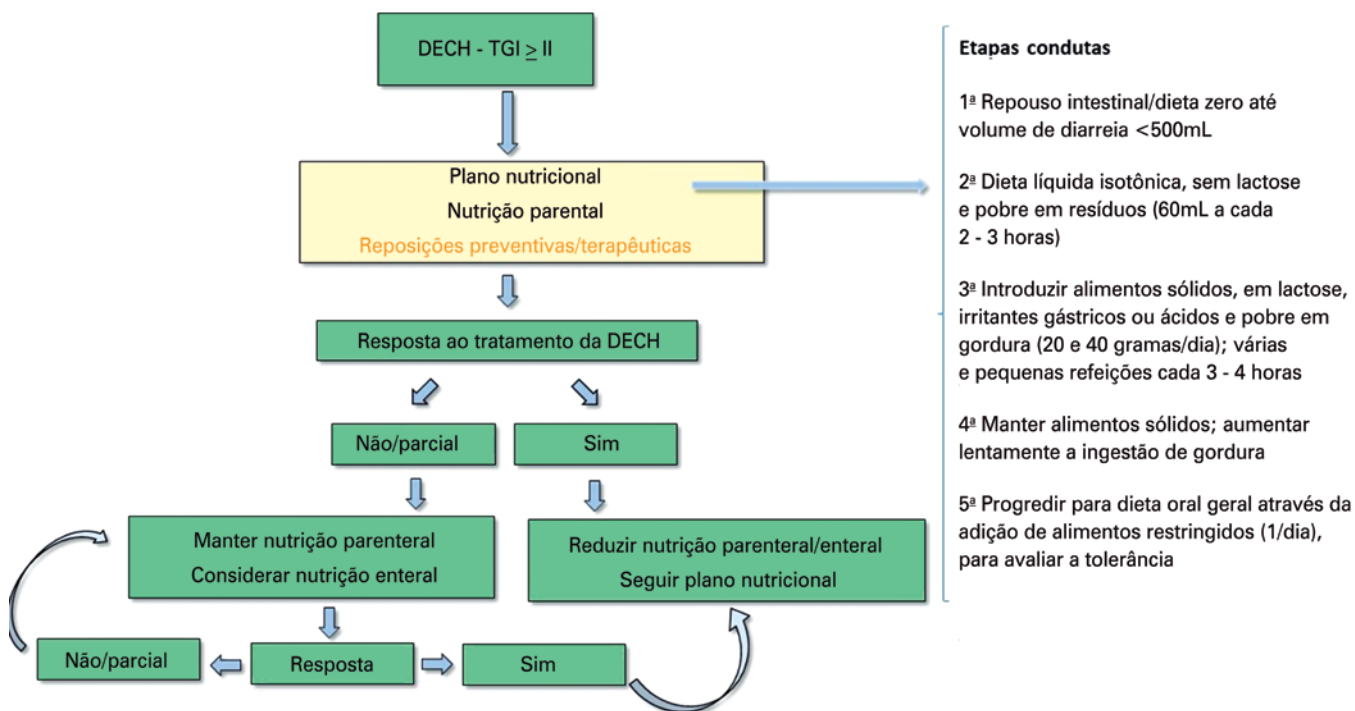 DECH - TGI ≥ II
Plano nutricional
Nutrição parental
Reposições preventivas/terapêuticas
Resposta ao tratamento da DECH
Não/parcial
Sim
Manter nutrição parenteral
Considerar nutrição enteral
Reduzir nutrição parenteral/enteral
Seguir plano nutricional
Não/parcial
Resposta
Sim
Etapas condutas
1ª Repouso intestinal/dieta zero até
volume de diarreia <500mL
2ª Dieta líquida isotônica, sem lactose
e pobre em resíduos (60mL a cada
2 - 3 horas)
3ª Introduzir alimentos sólidos, em lactose,
irritantes gástricos ou ácidos e pobre em
gordura (20 e 40 gramas/dia); várias
e pequenas refeições cada 3 - 4 horas
4ª Manter alimentos sólidos; aumentar
lentamente a ingestão de gordura
5ª Progredir para dieta oral geral através da
adição de alimentos restringidos (1/dia),
para avaliar a tolerância